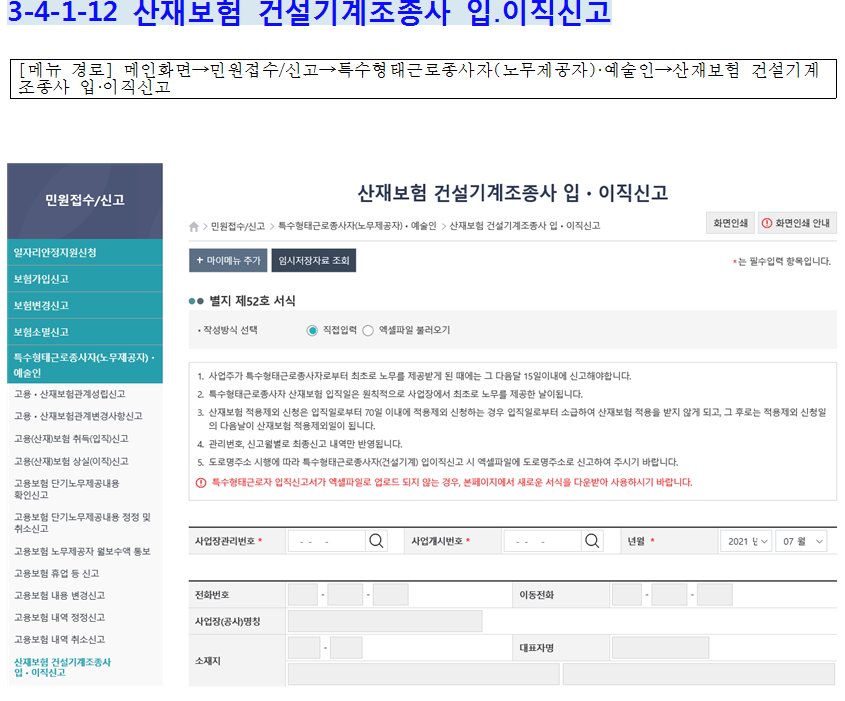 3-4-1-12 산재보험 건설기계조종사 입.이직신고
[메뉴 경로] 메인화면→민원접수/신고→특수형태근로종사자(노무제공자)·예술인→산재보험 건설기계
조종사 입·이직신고
민원접수/신고
일자리안정지원신청
보험가입신고
보험변경신고
보험소멸신고
특수형태근로종사자(노무제공자)·
예술인
고용·산재보험관계성립신고
고용·산재보험관계변경사항신고
고용(산재)보험 취득(입직)신고
고용(산재)보험 상실(이직)신고
고용보험 단기노무제공내용
확인신고
고용보험 단기노무제공내용 정정 및
취소신고
고용보험 노무제공자 월보수액 통보
고용보험 휴업 등 신고
고용보험 내용 변경신고
고용보험 내역 정정신고
고용보험 내역 취소신고
산재보험 건설기계조종사
입·이직신고
산재보험 건설기계조종사 입·이직신고
> 민원접수/신고 > 특수형태근로종사자(노무제공자)·예술인 > 산재보험 건설기계조종사 입·이직신고
화면인쇄 화면인쇄 안내
+ 마이메뉴 추가 임시저장자료 조회
*는 필수입력 항목입니다.
별지 제52호 서식
· 작성방식 선택 직접입력 엑셀파일 불러오기
1. 사업주가 특수형태근로종사자로부터 최초로 노무를 제공받게 된 때에는 그 다음달 15일이내에 신고해야합니다.
2. 특수형태근로종사자 산재보험 입직일은 원칙적으로 사업장에서 최초로 노무를 제공한 날이됩니다.
3. 산재보험 적용제외 신청은 입직일로부터 70일 이내에 적용제외 신청하는 경우 입직일로부터 소급하여 산재보험 적용을 받지 않게 되고, 그 후로는 적용제외 신청일
의 다음날이 산재보험 적용제외일이 됩니다.
4. 관리번호, 신고월별로 최종신고 내역만 반영됩니다.
5. 도로명주소 시행에 따라 특수형태근로종사자(건설기계) 입이직신고 시 엑셀파일에 도로명주소로 신고하여 주시기 바랍니다.
특수형태근로자 입직신고서가 엑셀파일로 업로드 되지 않는 경우, 본페이지에서 새로운 서식을 다운받아 사용하시기 바랍니다.
사업장관리번호 * - - - 사업개시번호 * - - - 년월 * 2021 년 07 월
전화번호 - - 이동전화 - -
사업장(공사)명칭
소재지 - 대표자명